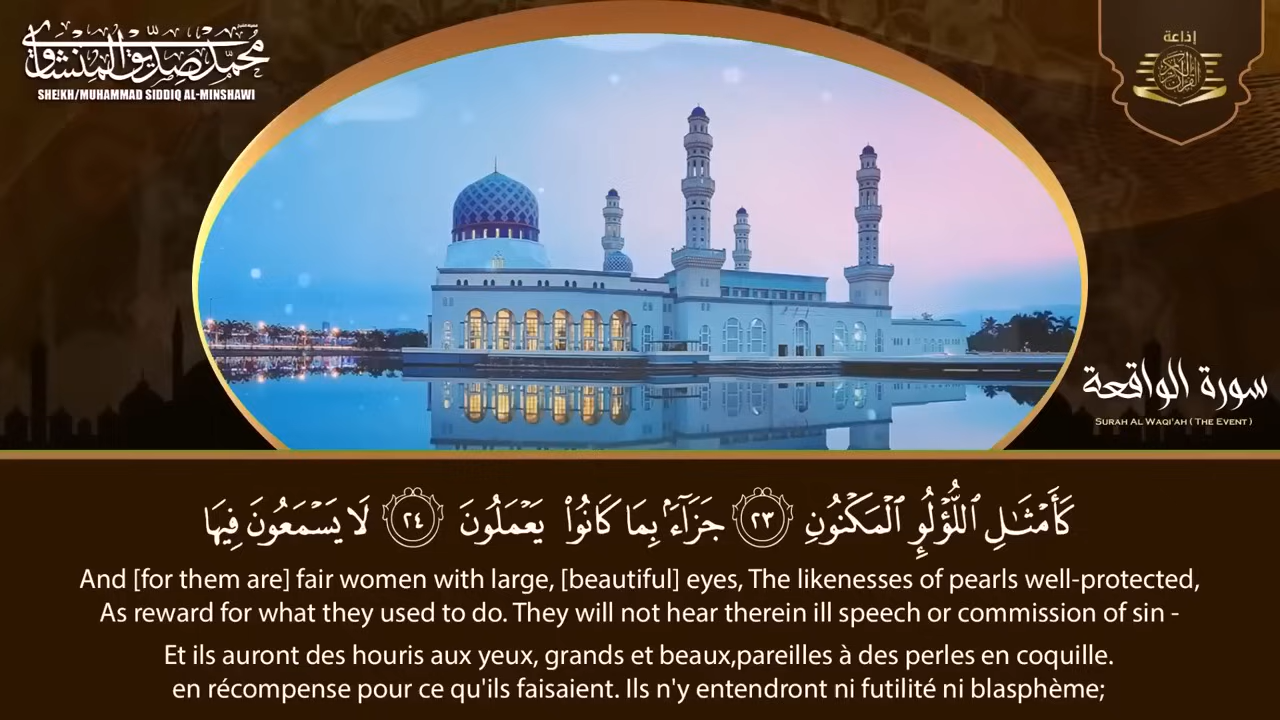 محمد صديق المنشاوي
SHEIKH/MUHAMMAD SIDDIQ AL-MINSHAWI
إذاعة
القرآن الكريم
سورة الواقعة
SURAH AL WAQI'AH ( THE EVENT )
كَأَمۡثَٰلِ ٱللُّؤۡلُوِٕ ٱلۡمَكۡنُونِ ٢٣ جَزَآءَۢ بِمَا كَانُواْ يَعۡمَلُونَ ٢٤ لَا يَسۡمَعُونَ فِيهَا
And [for them are] fair women with large, [beautiful] eyes, The likenesses of pearls well-protected,
As reward for what they used to do. They will not hear therein ill speech or commission of sin -
Et ils auront des houris aux yeux, grands et beaux,pareilles à des perles en coquille.
en récompense pour ce qu'ils faisaient. Ils n'y entendront ni futilité ni blasphème;